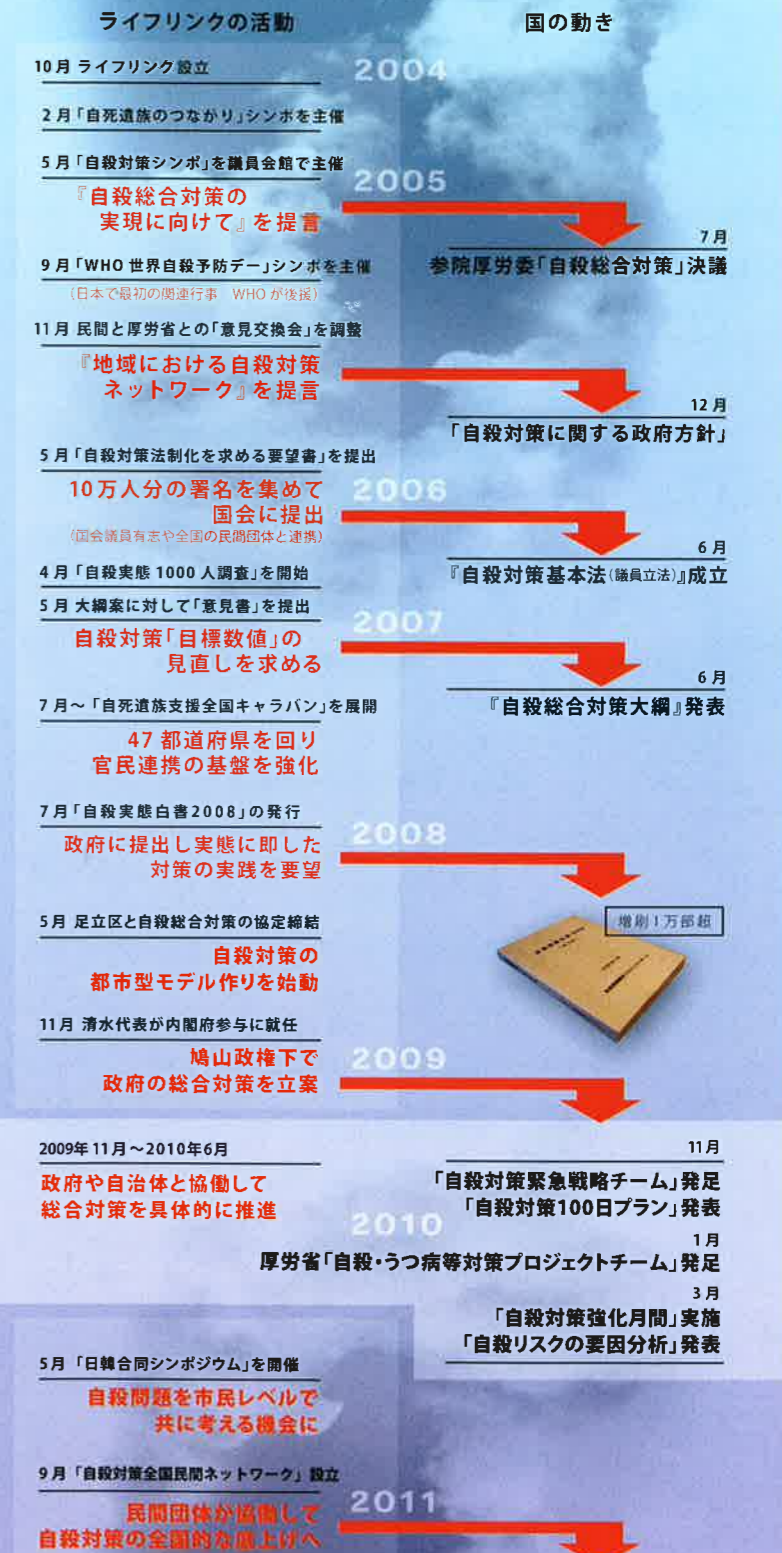 ライフリンクの活動
国の動き
10月 ライフリンク設立
2004
2月「自死遺族のつながり」シンポを主催
5月「自殺対策シンポ」を議員会館で主催
2005
『自殺総合対策の
実現に向けて』を提言
7月
参院厚労委「自殺総合対策」決議
9月「WHO 世界自殺予防デー」シンポを主催
(日本で最初の関連行事 WHOが後援)
11月 民間と厚労省との「意見交換会」を調整
『地域における自殺対策
ネットワーク』を提言
12月
「自殺対策に関する政府方針」
5月「自殺対策法制化を求める要望書」を提出
2006
10万人分の署名を集めて
国会に提出
(国会議員有志や全国の民間団体と連携)
6月
『自殺対策基本法(議員立法)』成立
4月「自殺実態 1000人調査」を開始
5月 大綱案に対して「意見書」を提出
2007
自殺対策「目標数値」の
見直しを求める
6月
『自殺総合対策大綱』発表
7月～「自死遺族支援全国キャラバン」を展開
47 都道府県を回り
官民連携の基盤を強化
7月「自殺実態白書2008」の発行
2008
政府に提出し実態に即した
対策の実践を要望
増刷1万部超
5月 足立区と自殺総合対策の協定締結
自殺対策の
都市型モデル作りを始動
11月 清水代表が内閣府参与に就任
2009
鳩山政権下で
政府の総合対策を立案
2009年11月～2010年6月
政府や自治体と協働して
総合対策を具体的に推進
11月
「自殺対策緊急戦略チーム」発足
「自殺対策100日プラン」発表
2010
1月
厚労省「自殺・うつ病等対策プロジェクトチーム」発足
3月
「自殺対策強化月間」実施
「自殺リスクの要因分析」発表
5月 「日韓合同シンポジウム」を開催
自殺問題を市民レベルで
共に考える機会に
9月「自殺対策全国民間ネットワーク」設立
2011
民間団体が協働して
自殺対策の全国的な底上げへ